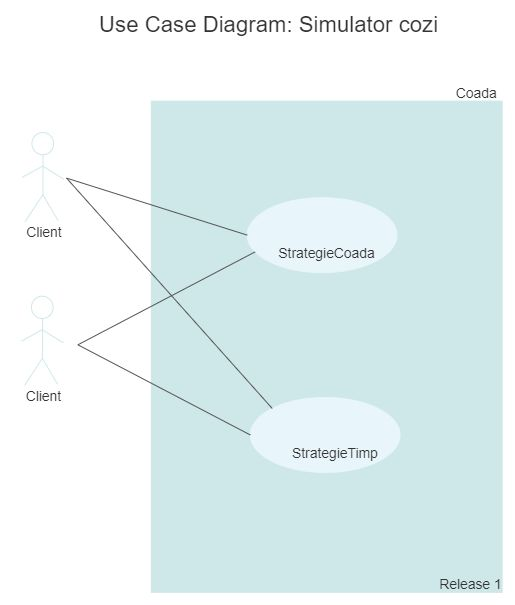 Use Case Diagram: Simulator cozi
Coada
Client
StrategieCoada
Client
StrategieTimp
Release 1